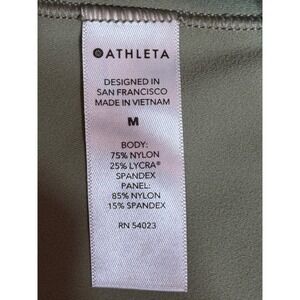 ATHLETA
DESIGNED IN
SAN FRANCISCO
MADE IN VIETNAM
M
BODY:
75% NYLON
25% LYCRA®
SPANDEX
PANEL:
85% NYLON
15% SPANDEX
RN 54023